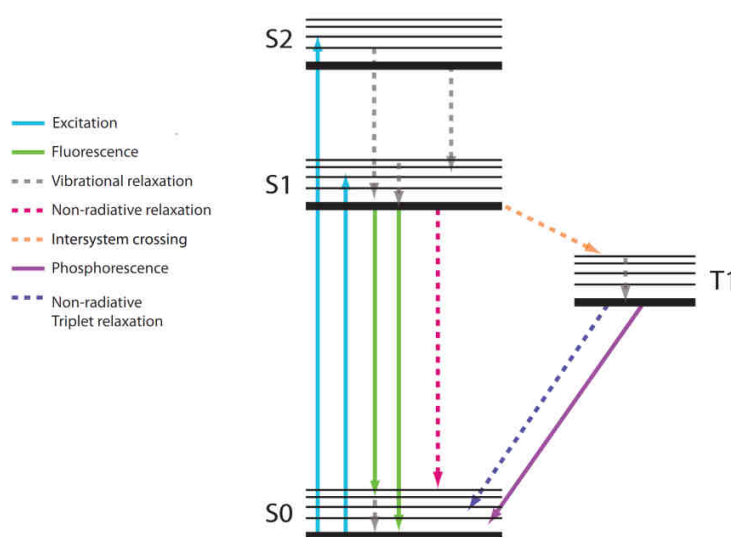 S2
Excitation
Fluorescence
Vibrational relaxation
S1
Non-radiative relaxation
Intersystem crossing
Phosphorescence
T1
Non-radiative
Triplet relaxation
S0